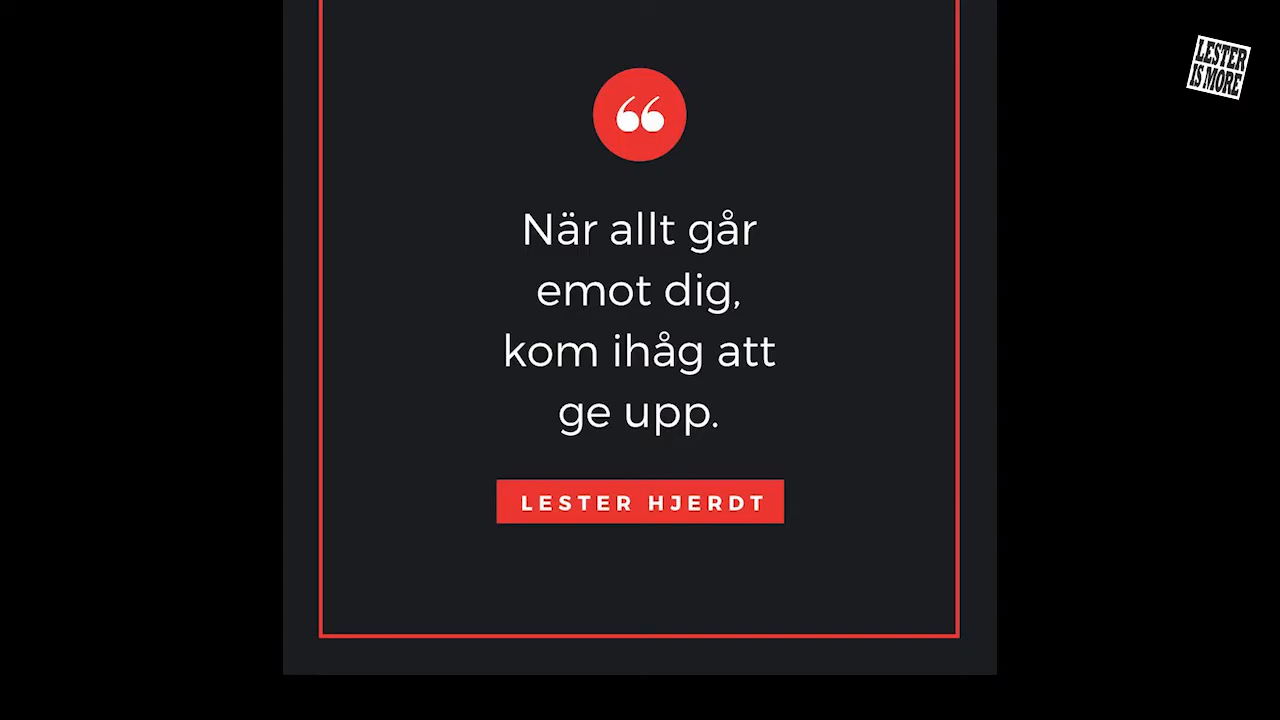 LESTER
IS MORE
❝
När allt går
emot dig,
kom ihåg att
ge upp.
LESTER HJERDT